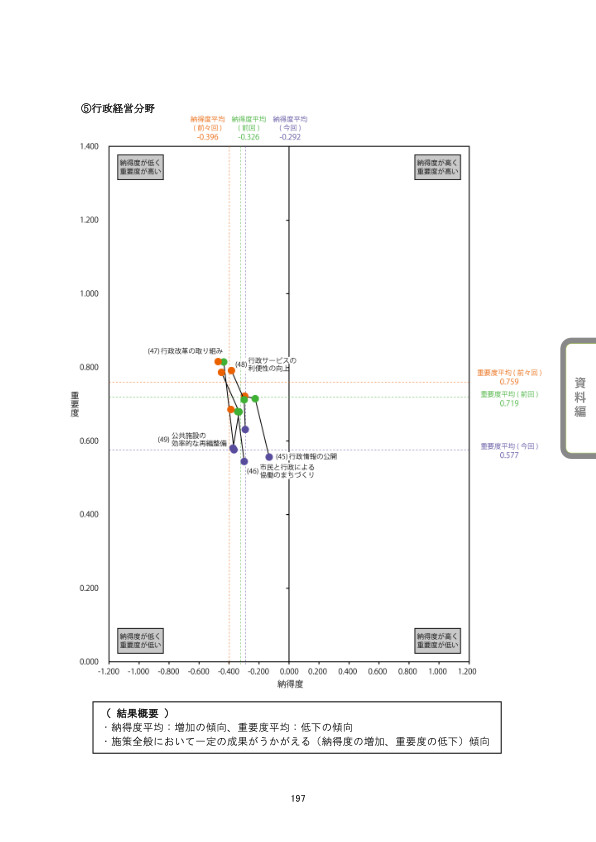 ⑤行政経営分野
納得度平均
( 前々回 )
-0.396
納得度平均
( 前回 )
-0.326
納得度平均
( 今回 )
-0.292
1.400
納得度が低く
重要度が高い
納得度が高く
重要度が高い
1.200
1.000
0.800
(47) 行政改革の取り組み
(48) 行政サービスの
利便性の向上
重要度平均 ( 前々回 )
0.759
重要度平均 ( 前回 )
0.719
重要度
0.600
(49) 公共施設の
効率的な再編整備
重要度平均 ( 今回 )
0.577
(45) 行政情報の公開
(46) 市民と行政による
協働のまちづくり
0.400
0.200
納得度が低く
重要度が低い
納得度が高く
重要度が低い
0.000
-1.200 -1.000 -0.800 -0.600 -0.400 -0.200 0.000 0.200 0.400 0.600 0.800 1.000 1.200
納得度
資料編
（ 結果概要 ）
・納得度平均：増加の傾向、重要度平均：低下の傾向
・施策全般において一定の成果がうかがえる（納得度の増加、重要度の低下）傾向
197